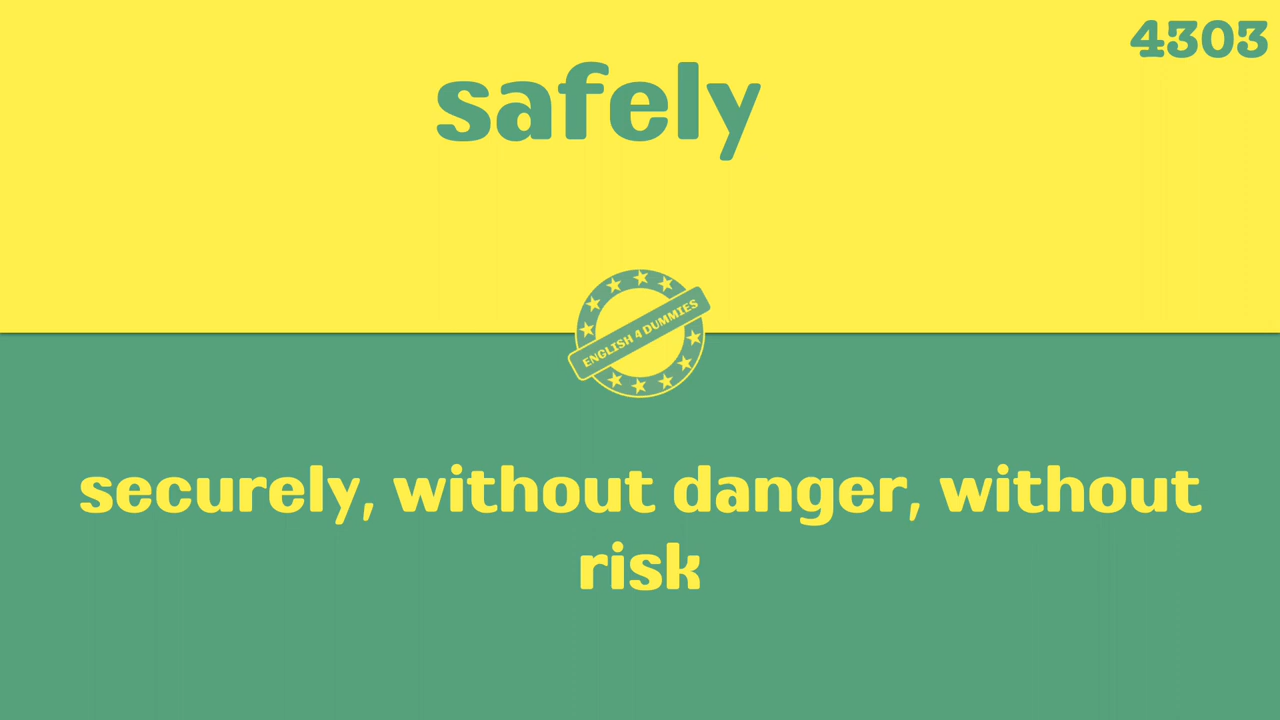 4303
safely
ENGLISH 4 DUMMIES
securely, without danger, without
risk